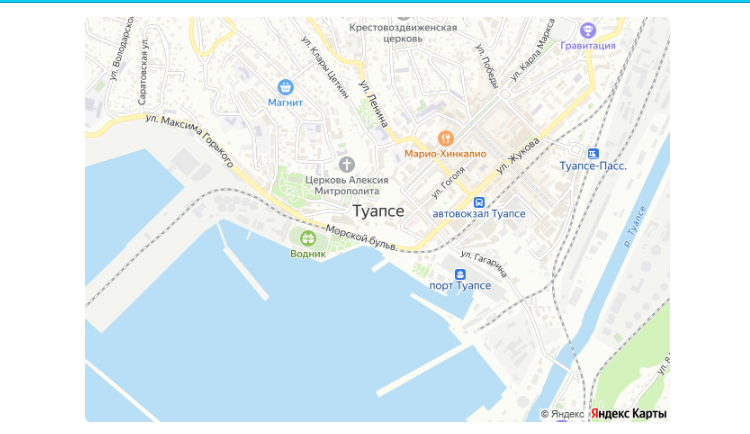 Крестовоздвиженская
церковь
Гравитация
ул. Володарского
Саратовская ул.
ул. Клары Цеткин
ул. Победы
ул. Карла Маркса
ул. Ленина
Магнит
ул. Максима Горького
Марио-Хинкалио
ул. Жукова
Туапсе-Пасс.
Церковь Алексия
Митрополита
ул. Гоголя
Туапсе
автовокзал Туапсе
р. Туапсе
Морской бульв.
Водник
ул. Гагарина
порт Туапсе
© Яндекс Яндекс Карты